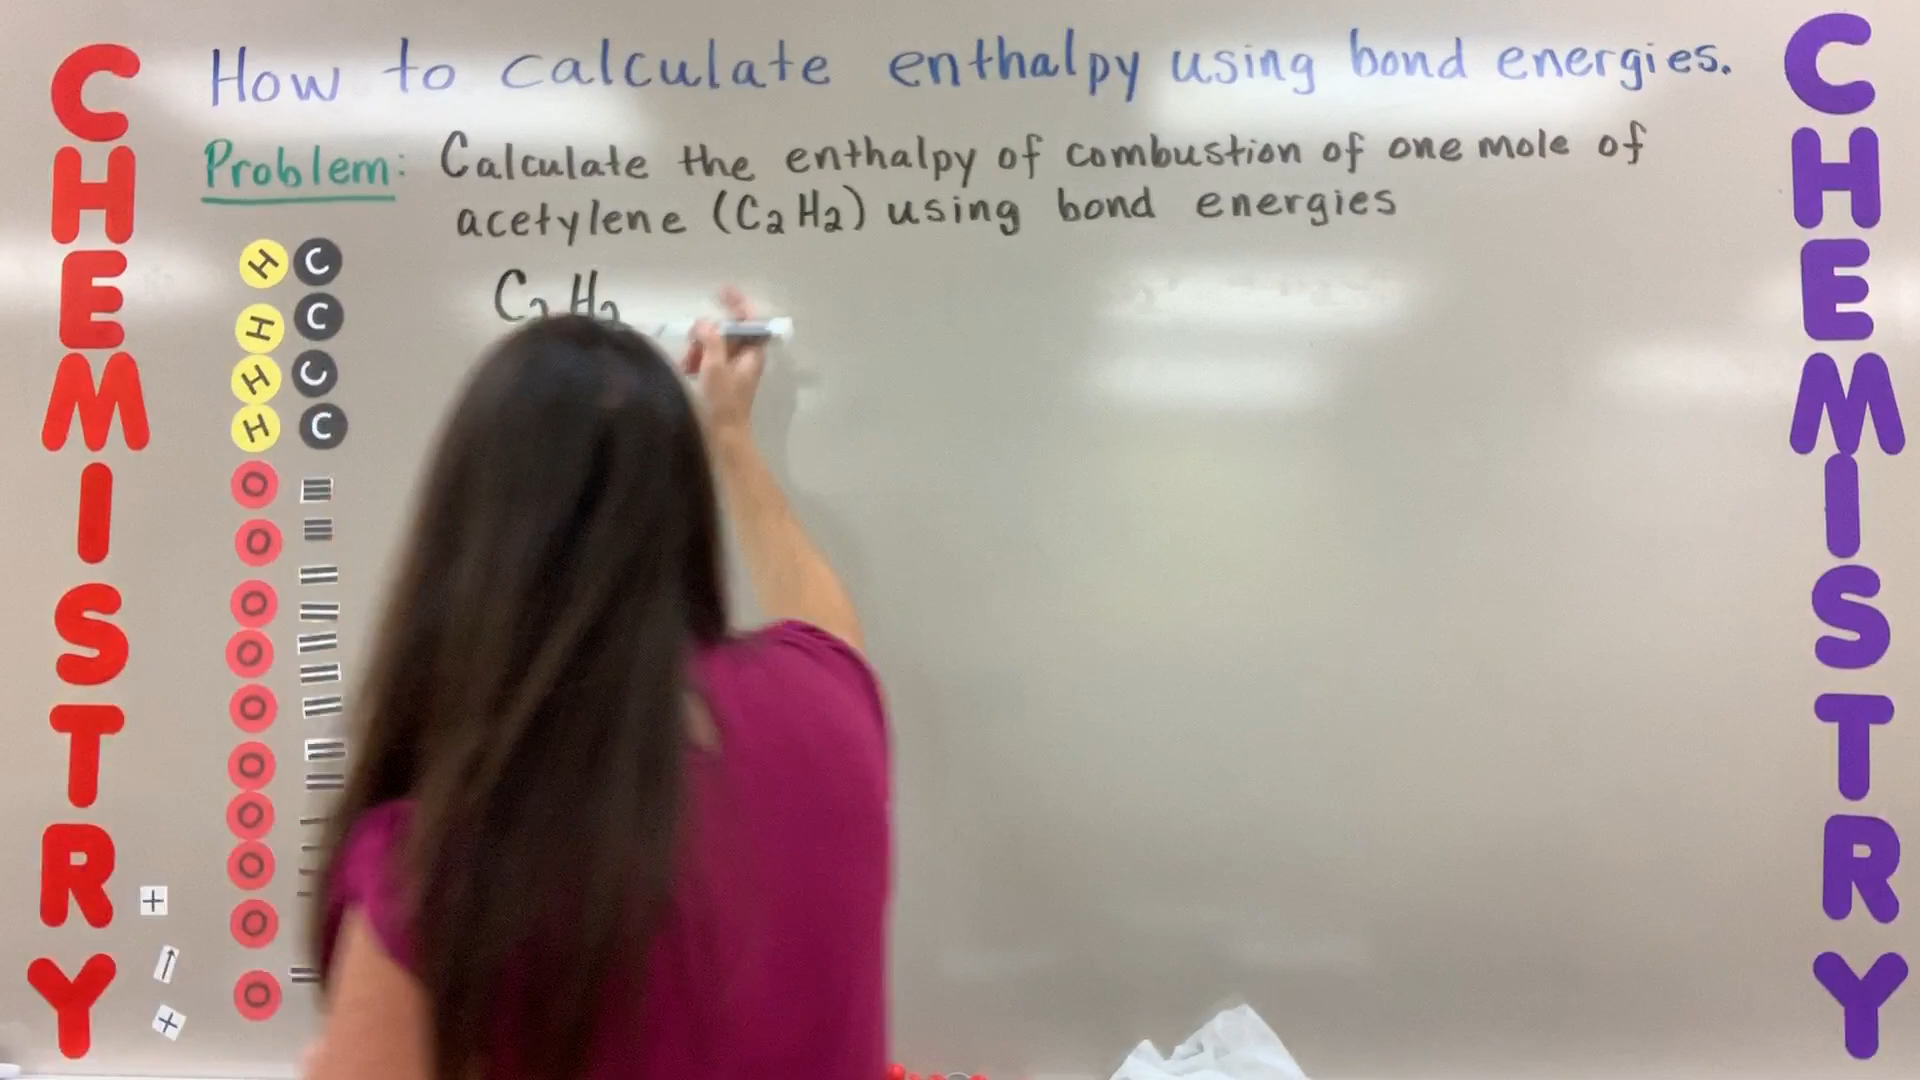 How to calculate enthalpy using bond energies.
Problem: Calculate the enthalpy of combustion of one mole of
acetylene (C₂H₂) using bond energies
C₂H₂
CHEMISTRY
H C
H C
H C
H C
O
O
O
O
O
O
O
O
O
O
+
→
+
CHEMISTRY